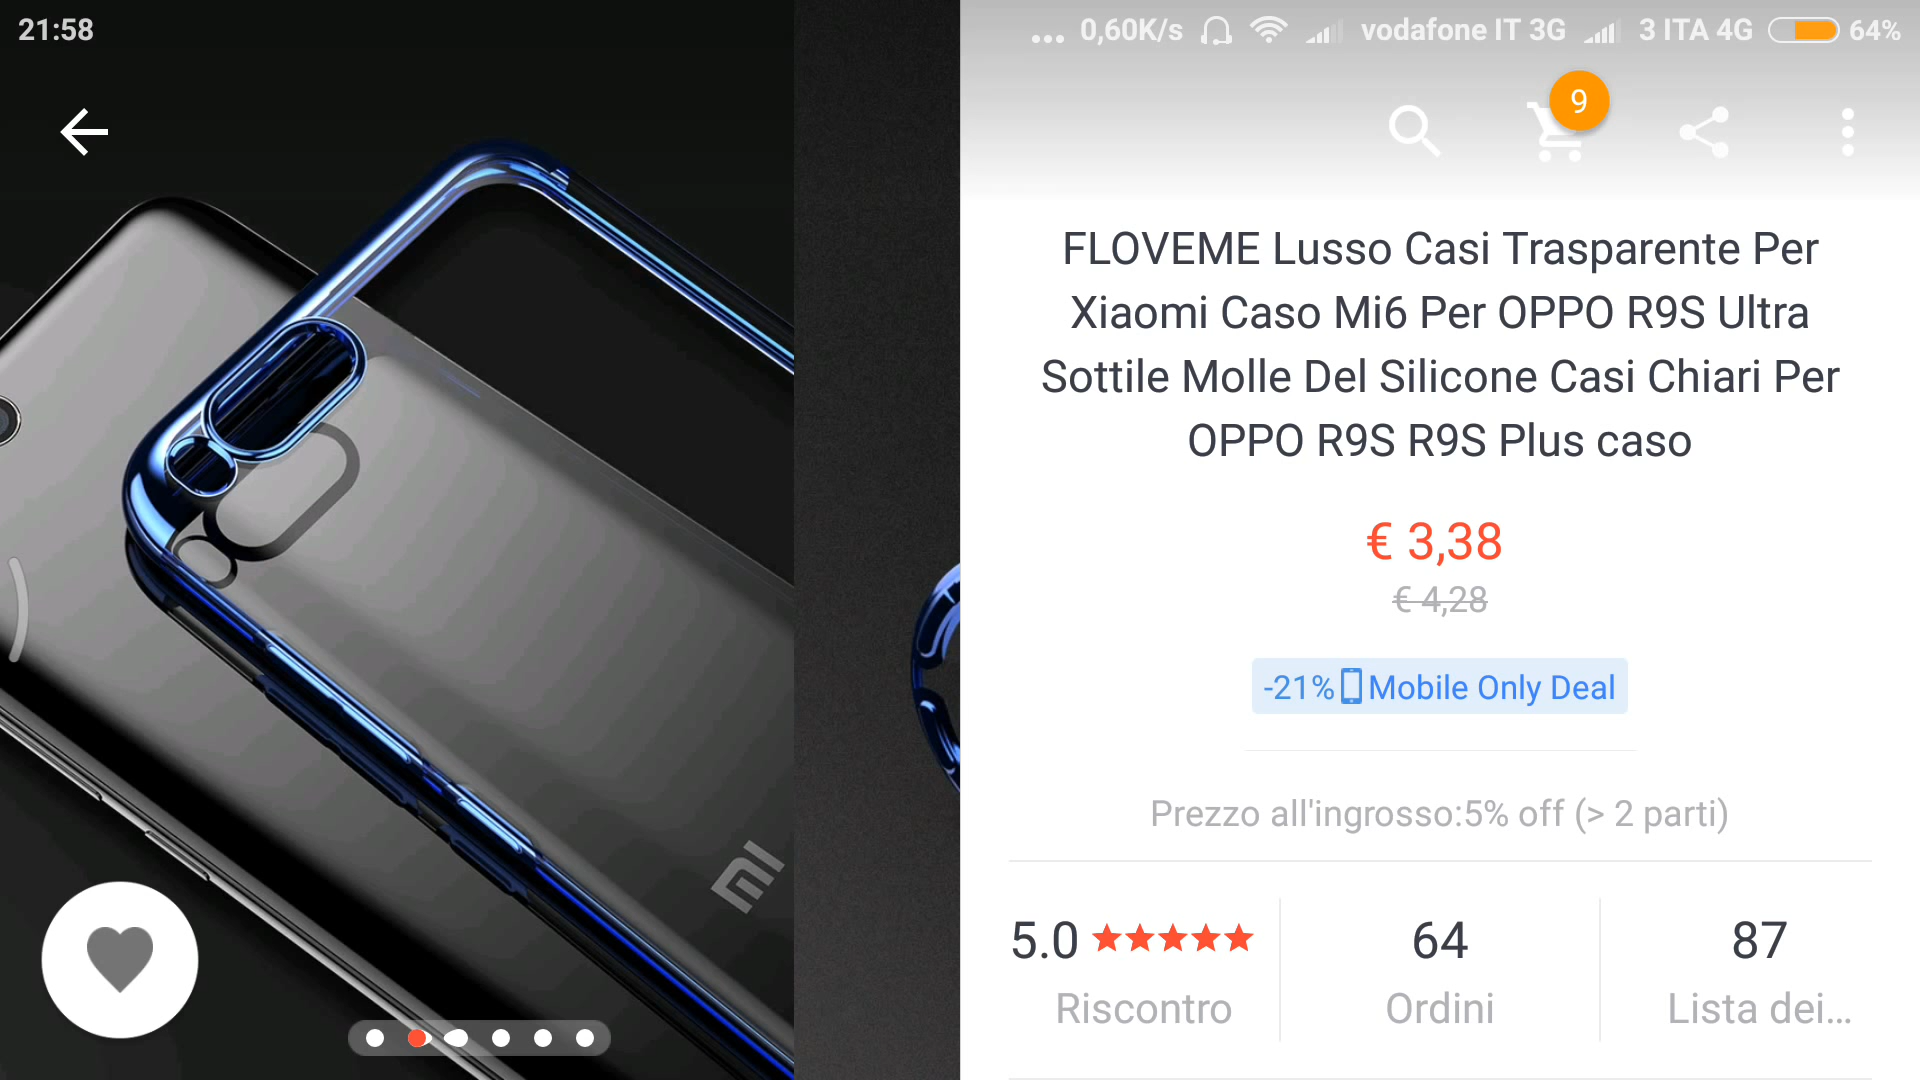 21:58
... 0,60K/s vodafone IT 3G 3 ITA 4G 64%
9
FLOVEME Lusso Casi Trasparente Per
Xiaomi Caso Mi6 Per OPPO R9S Ultra
Sottile Molle Del Silicone Casi Chiari Per
OPPO R9S R9S Plus caso
€ 3,38
€ 4,28
-21% Mobile Only Deal
Prezzo all'ingrosso:5% off (> 2 parti)
5.0 64 87
Riscontro Ordini Lista dei...
MI